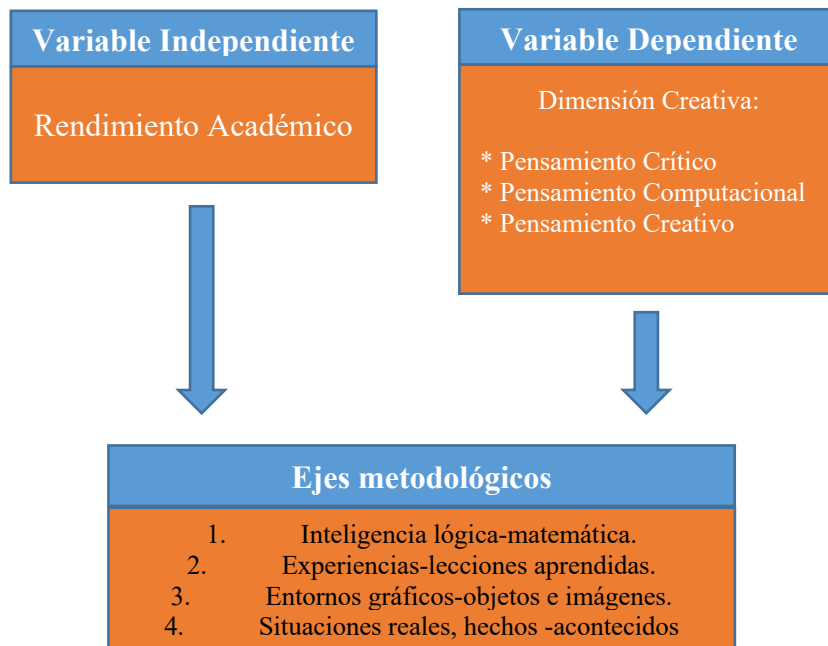 Variable Independiente
Rendimiento Académico
Variable Dependiente
Dimensión Creativa:
* Pensamiento Crítico
* Pensamiento Computacional
* Pensamiento Creativo
Ejes metodológicos
1. Inteligencia lógica-matemática.
2. Experiencias-lecciones aprendidas.
3. Entornos gráficos-objetos e imágenes.
4. Situaciones reales, hechos -acontecidos